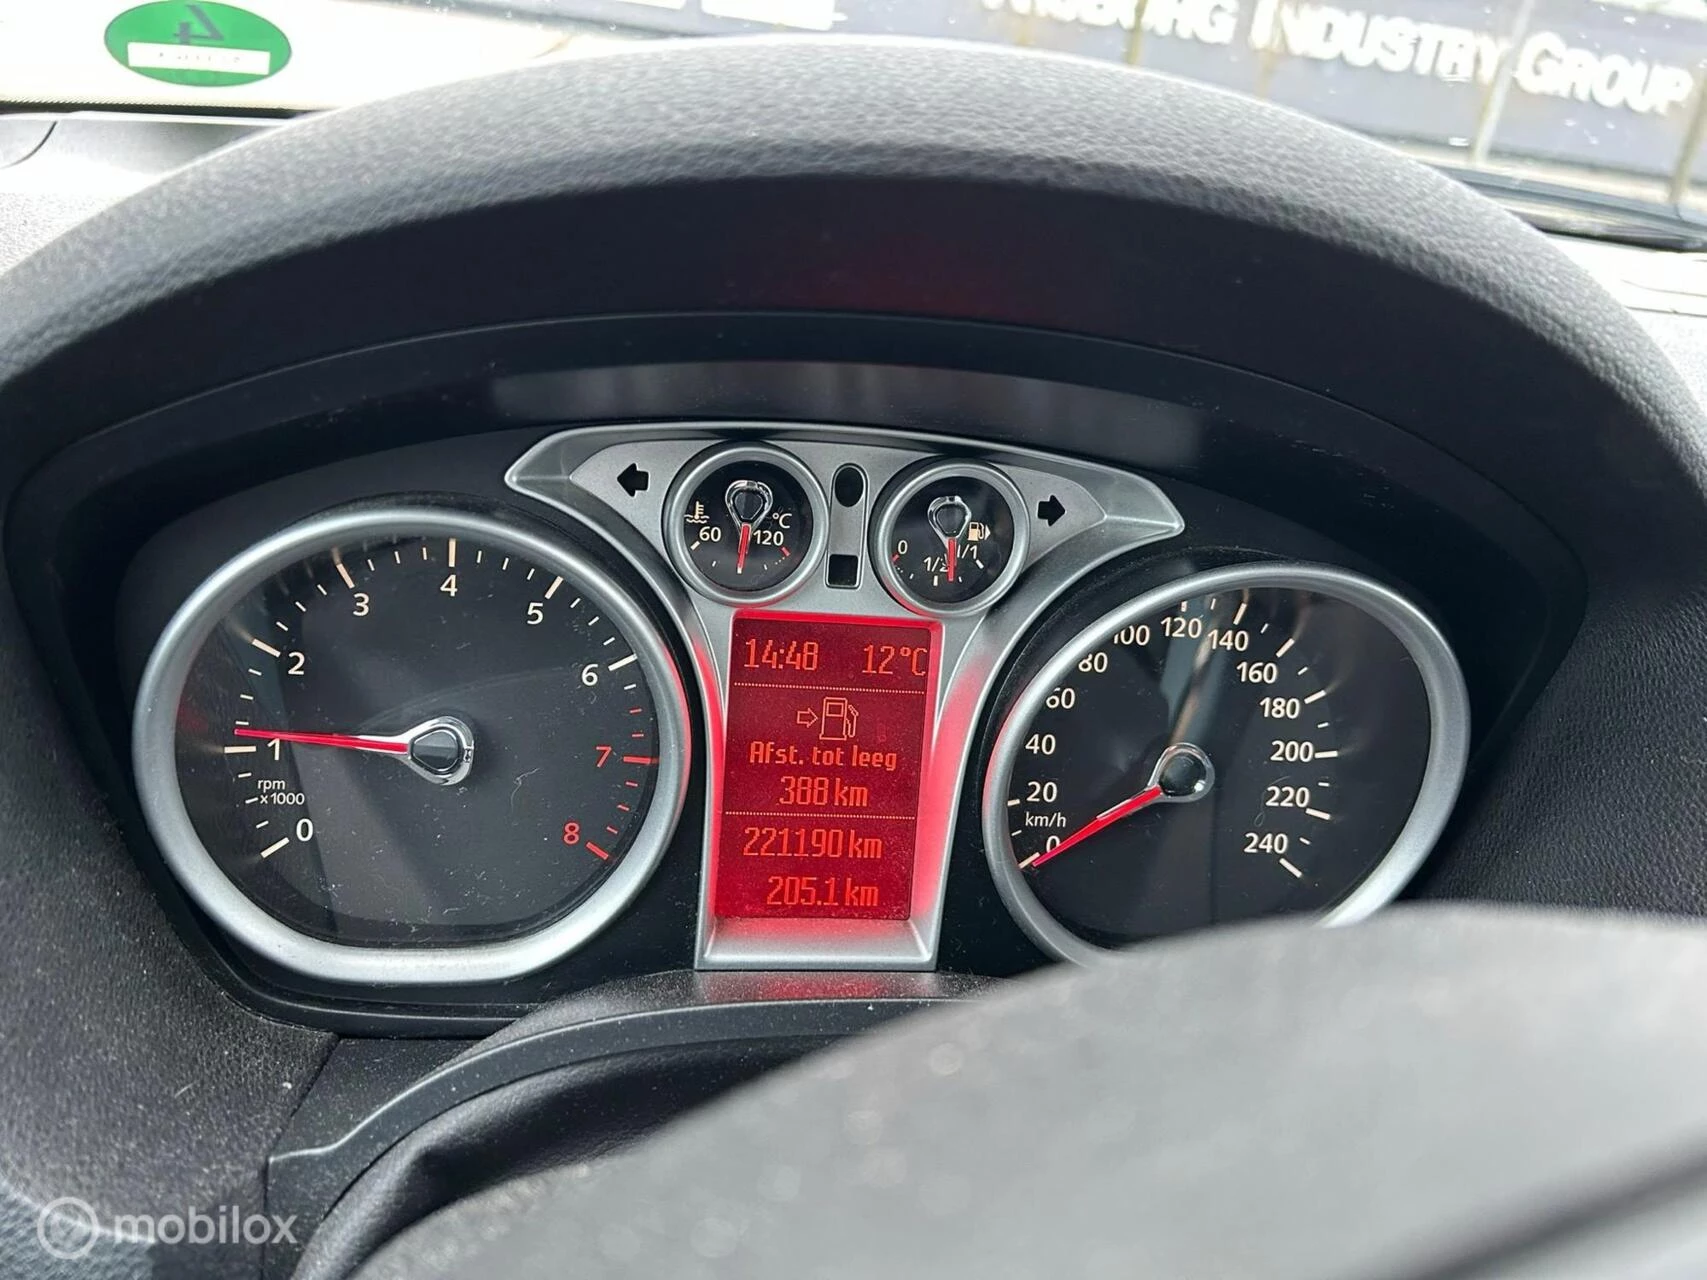 4
INDUSTRY GROUP
60 °C 120
0 1/2 1/1
0 1 2 3 4 5 6 7 8
rpm
x1000
14:48 12°C
Afst. tot leeg
388 km
221190 km
205.1 km
0 20 40 60 80 100 120 140 160 180 200 220 240
km/h
mobilox